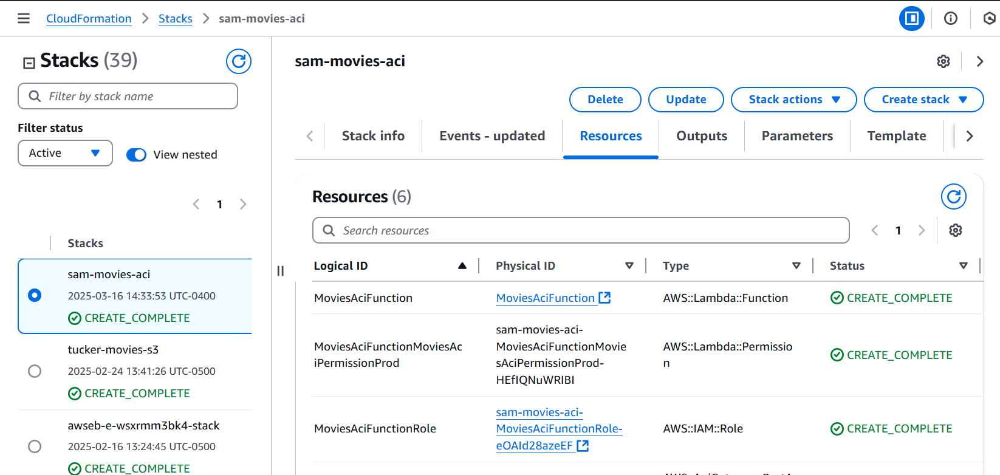 CloudFormation > Stacks > sam-movies-aci
Stacks (39)
Filter by stack name
Filter status
Active
View nested
1
Stacks
sam-movies-aci
2025-03-16 14:33:53 UTC-0400
CREATE_COMPLETE
tucker-movies-s3
2025-02-24 13:41:26 UTC-0500
CREATE_COMPLETE
awseb-e-wsxrmm3bk4-stack
2025-02-16 13:24:45 UTC-0500
CREATE_COMPLETE
sam-movies-aci
Delete Update Stack actions Create stack
Stack info Events - updated Resources Outputs Parameters Template
Resources (6)
Search resources
1
Logical ID Physical ID Type Status
MoviesAciFunction MoviesAciFunction AWS::Lambda::Function CREATE_COMPLETE
MoviesAciFunctionMoviesAc
iPermissionProd
sam-movies-aci-
MoviesAciFunctionMovie
sAciPermissionProd-
HEfIQNuWRIBI
AWS::Lambda::Permissio
n
CREATE_COMPLETE
MoviesAciFunctionRole
sam-movies-aci-
MoviesAciFunctionRole-
eOAId28azeEF
AWS::IAM::Role
CREATE_COMPLETE